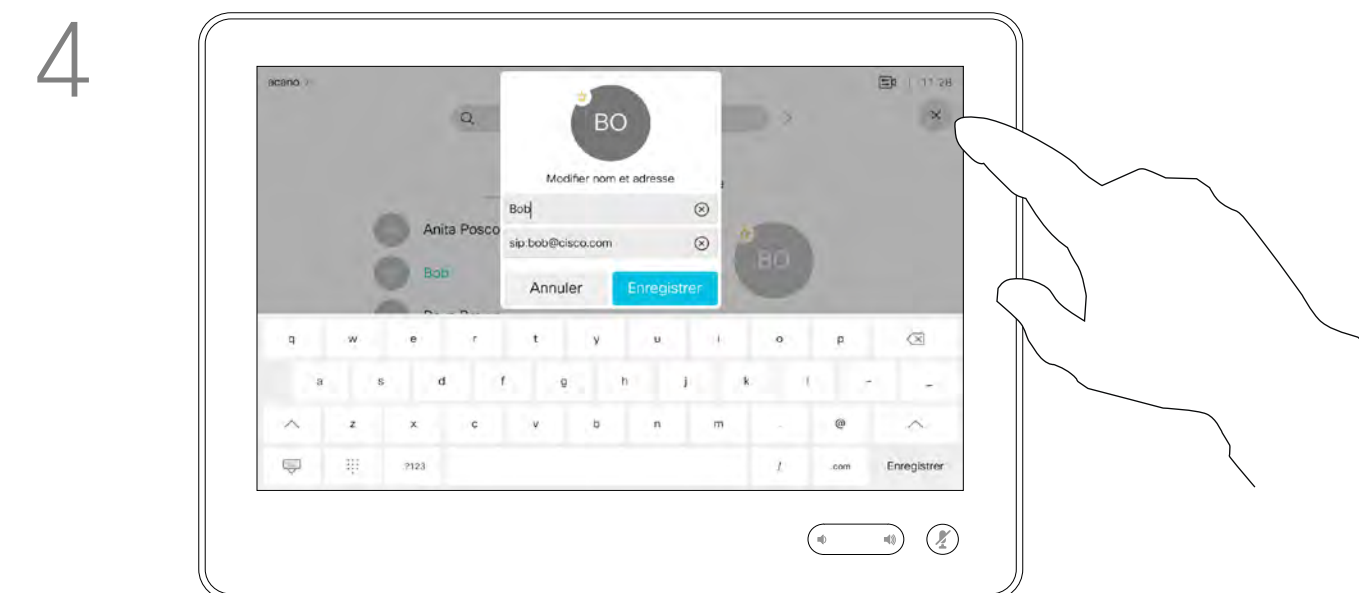 4
acano
11:28
BO
Modifier nom et adresse
Bob
sip:bob@cisco.com
Annuler Enregistrer
Anita Posco
Bob
BO
q w e r t y u i o p
a s d f g h j k l - _
z x c v b n m . @
?123 / .com Enregistrer